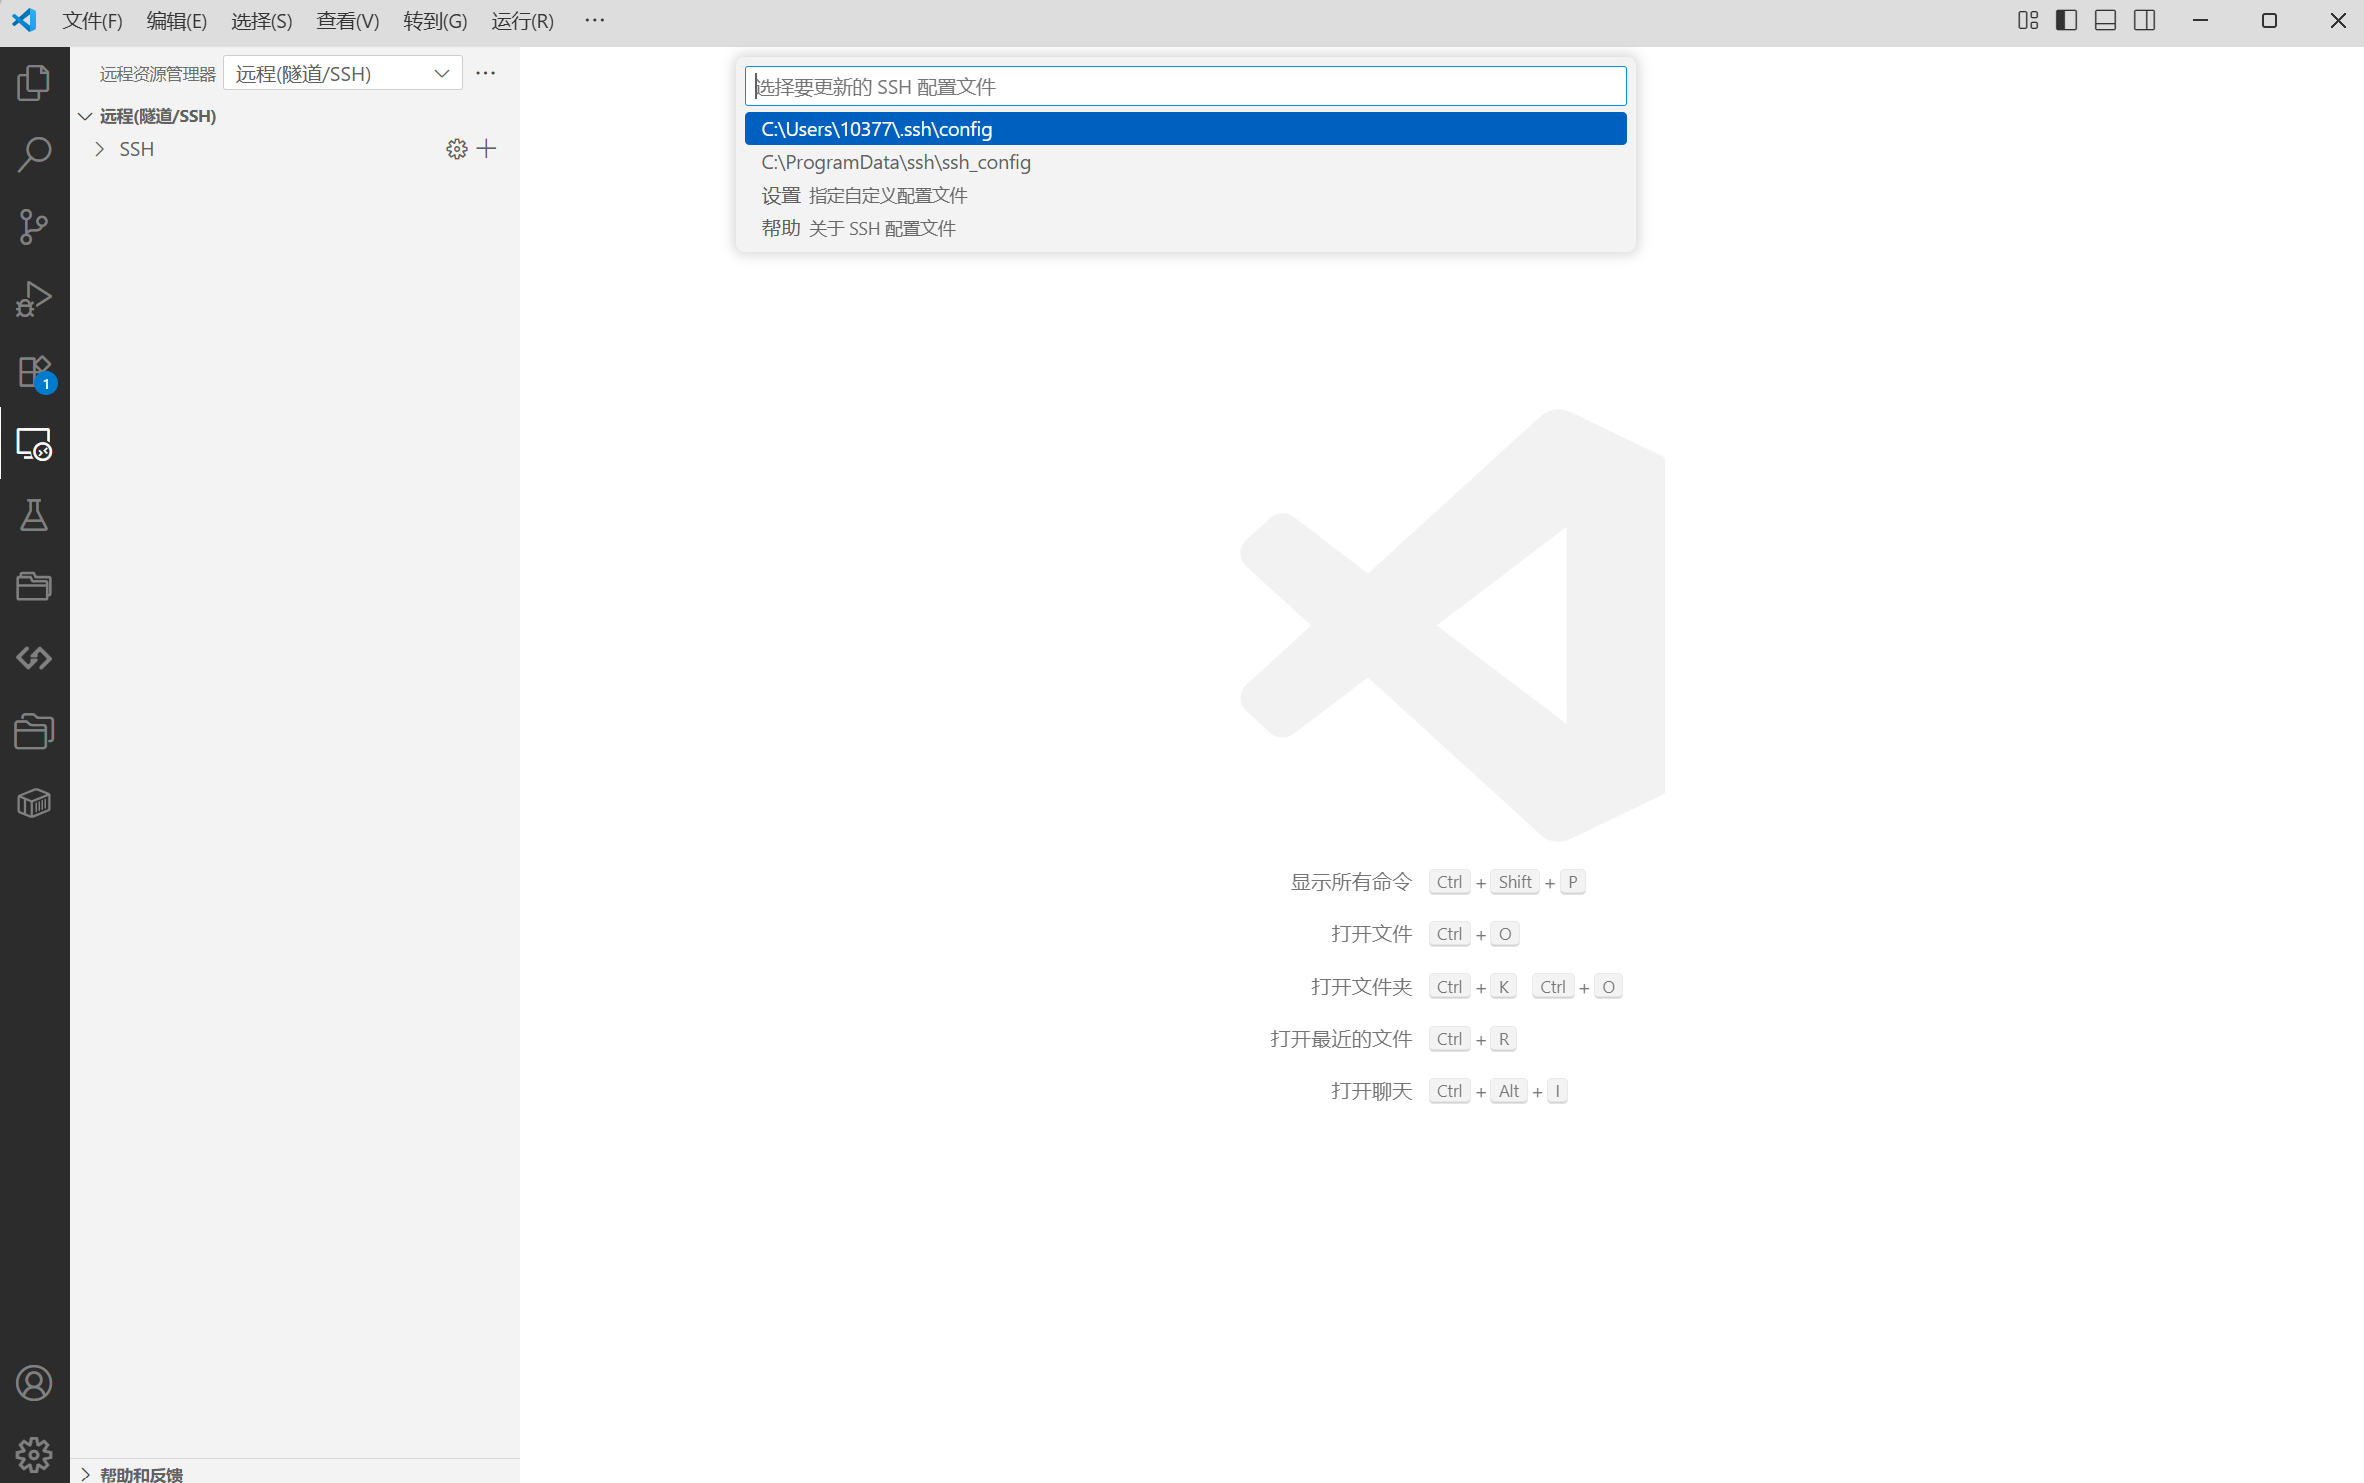 文件(F) 编辑(E) 选择(S) 查看(V) 转到(G) 运行(R) ···
远程资源管理器 远程(隧道/SSH) ···
远程(隧道/SSH)
SSH
选择要更新的 SSH 配置文件
C:\Users\10377\.ssh\config
C:\ProgramData\ssh\ssh_config
设置 指定自定义配置文件
帮助 关于 SSH 配置文件
1
显示所有命令 Ctrl + Shift + P
打开文件 Ctrl + O
打开文件夹 Ctrl + K Ctrl + O
打开最近的文件 Ctrl + R
打开聊天 Ctrl + Alt + I
帮助和反馈